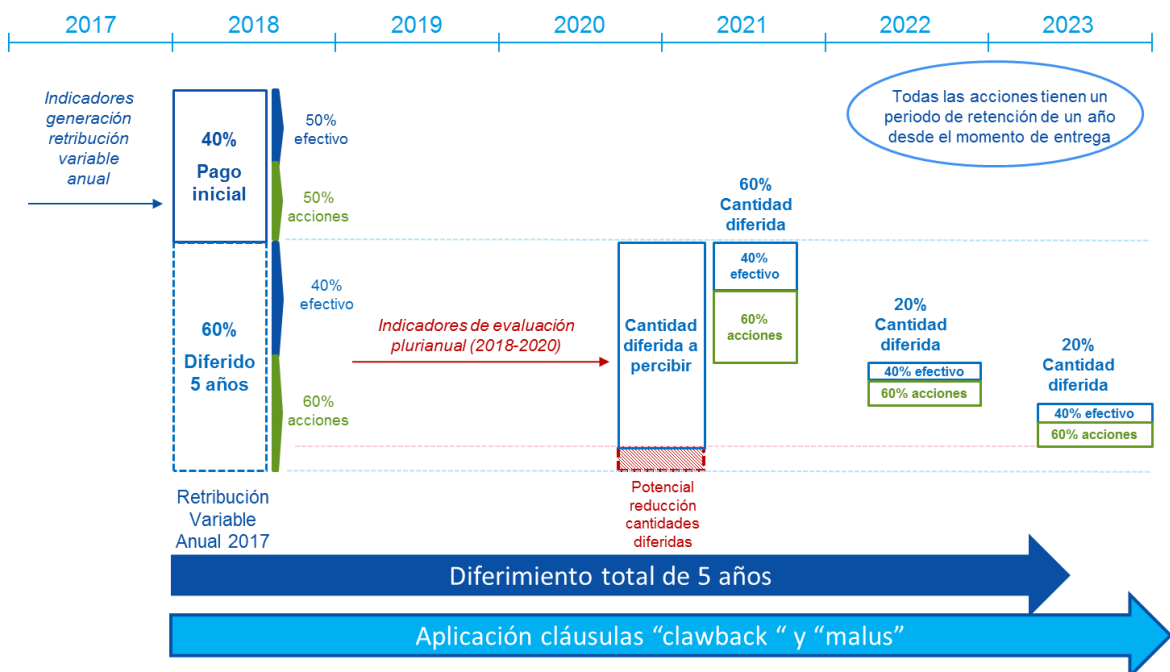 2017
2018
2019
2020
2021
2022
2023
Indicadores
generación
retribución
variable
anual
40%
Pago
inicial
50%
efectivo
50%
acciones
Todas las acciones tienen un
periodo de retención de un año
desde el momento de entrega
60%
Diferido
5 años
40%
efectivo
60%
acciones
Indicadores de evaluación
plurianual (2018-2020)
Cantidad
diferida a
percibir
60%
Cantidad
diferida
40%
efectivo
60%
acciones
20%
Cantidad
diferida
40% efectivo
60% acciones
20%
Cantidad
diferida
40% efectivo
60% acciones
Retribución
Variable
Anual 2017
Potencial
reducción
cantidades
diferidas
Diferimiento total de 5 años
Aplicación cláusulas “clawback “ y “malus”